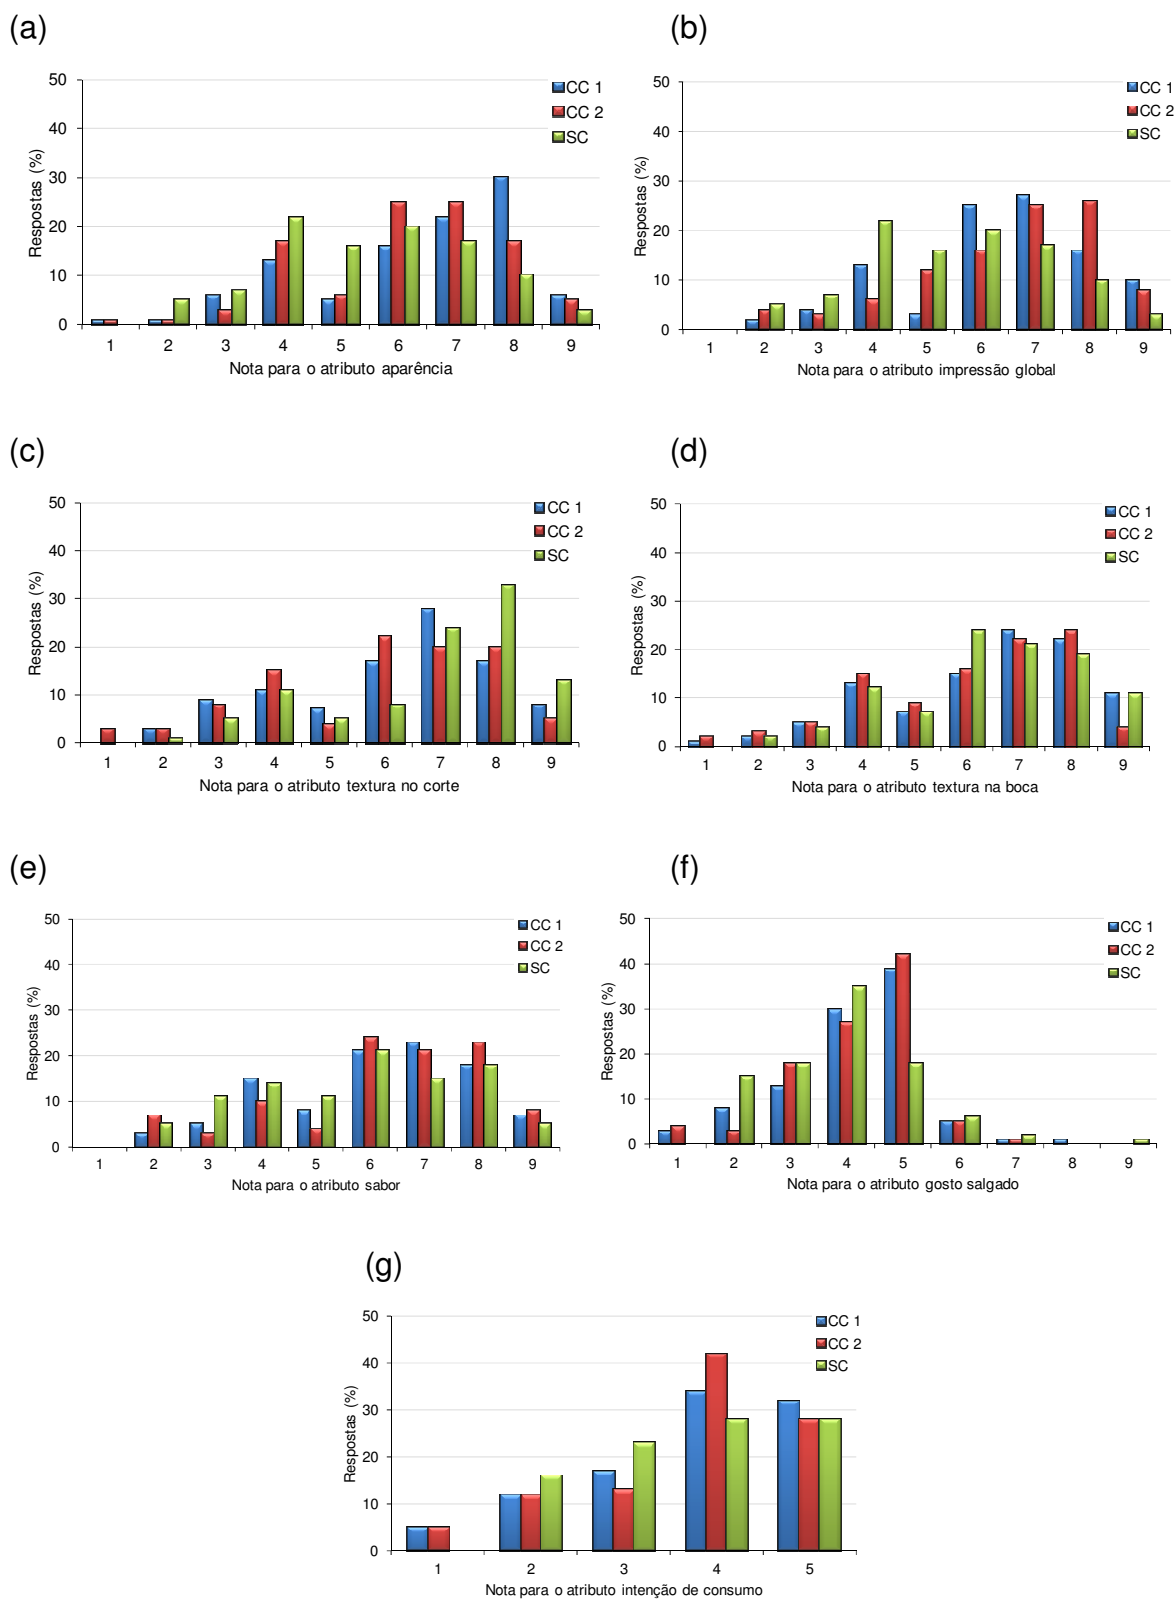 (a)
CC 1
CC 2
SC
50
40
30
20
10
0
Respostas (%)
1 2 3 4 5 6 7 8 9
Nota para o atributo aparência
(b)
CC 1
CC 2
SC
50
40
30
20
10
0
Respostas (%)
1 2 3 4 5 6 7 8 9
Nota para o atributo impressão global
(c)
CC 1
CC 2
SC
50
40
30
20
10
0
Respostas (%)
1 2 3 4 5 6 7 8 9
Nota para o atributo textura no corte
(d)
CC 1
CC 2
SC
50
40
30
20
10
0
Respostas (%)
1 2 3 4 5 6 7 8 9
Nota para o atributo textura na boca
(e)
CC 1
CC 2
SC
50
40
30
20
10
0
Respostas (%)
1 2 3 4 5 6 7 8 9
Nota para o atributo sabor
(f)
CC 1
CC 2
SC
50
40
30
20
10
0
Respostas (%)
1 2 3 4 5 6 7 8 9
Nota para o atributo gosto salgado
(g)
CC 1
CC 2
SC
50
40
30
20
10
0
Respostas (%)
1 2 3 4 5
Nota para o atributo intenção de consumo